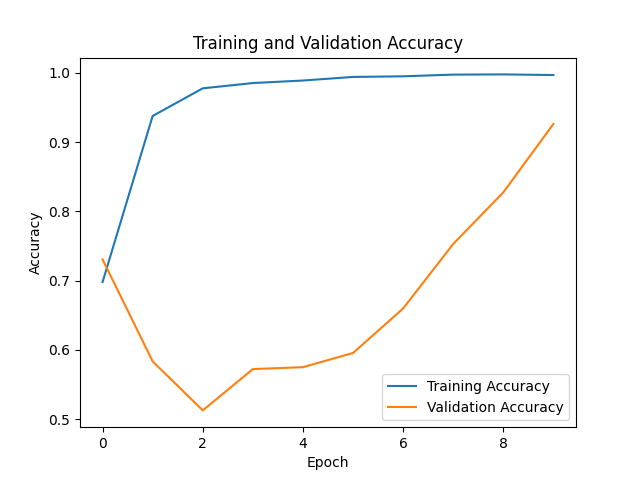 Training and Validation Accuracy
1.0
0.9
0.8
0.7
0.6
0.5
Accuracy
0 2 4 6 8
Epoch
Training Accuracy
Validation Accuracy